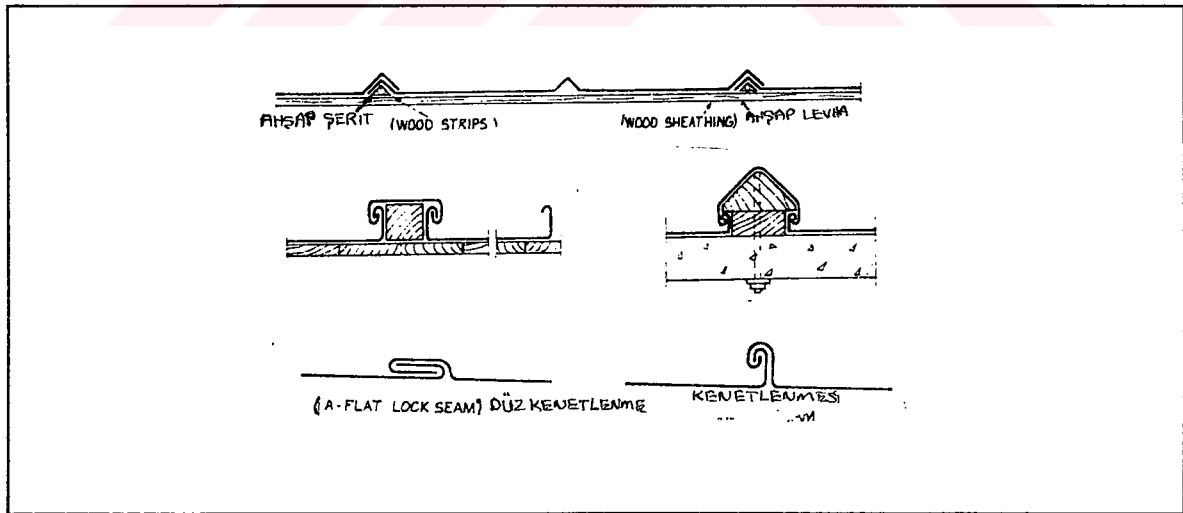 AHŞAP ŞERIT (WOOD STRIPS)
(WOOD SHEATHING) AHŞAP LEVHA
(A-FLAT LOCK SEAM) DÜZ KENETLENME
KENETLENMESİ